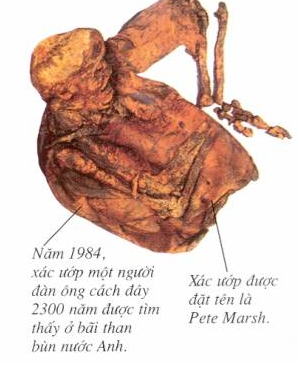 Năm 1984,
xác ướp một người
đàn ông cách đây
2300 năm được tìm
thấy ở bãi than
bùn nước Anh.
Xác ướp được
đặt tên là
Pete Marsh.